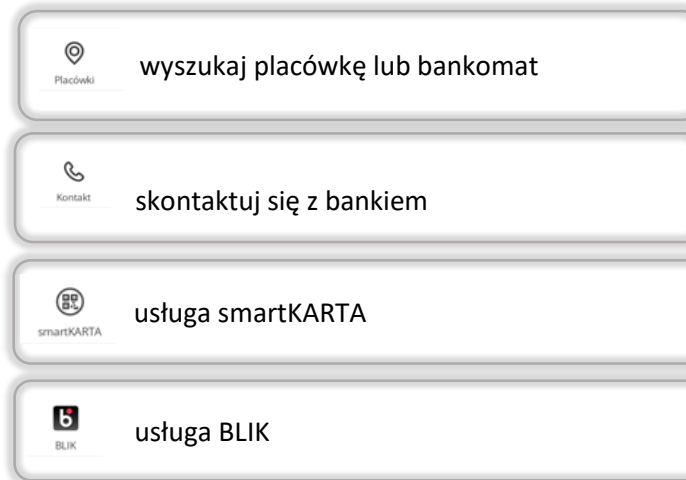 Placówki
wyszukaj placówkę lub bankomat
Kontakt
skontaktuj się z bankiem
smartKARTA
usługa smartKARTA
BLIK
usługa BLIK